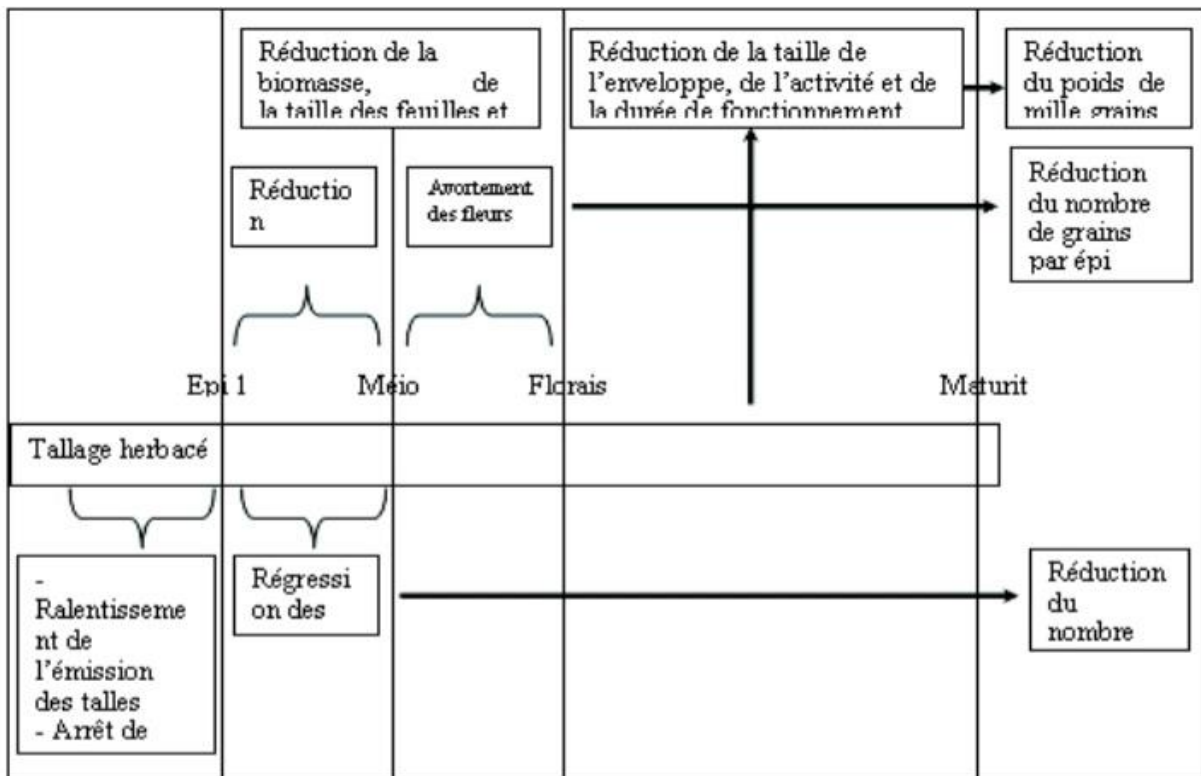 Réduction de la
biomasse, de
la taille des feuilles et
Réduction de la taille de
l'enveloppe, de l'activité et de
la durée de fonctionnement
Réduction
du poids de
mille grains
Réductio
n
Avortement
des fleurs
Réduction
du nombre
de grains
par épi
Epi 1
Méio
Florais
Maturit
Tallage herbacé
-
Ralentisseme
nt de
l'émission
des talles
- Arrêt de
Régressi
on des
Réduction
du
nombre